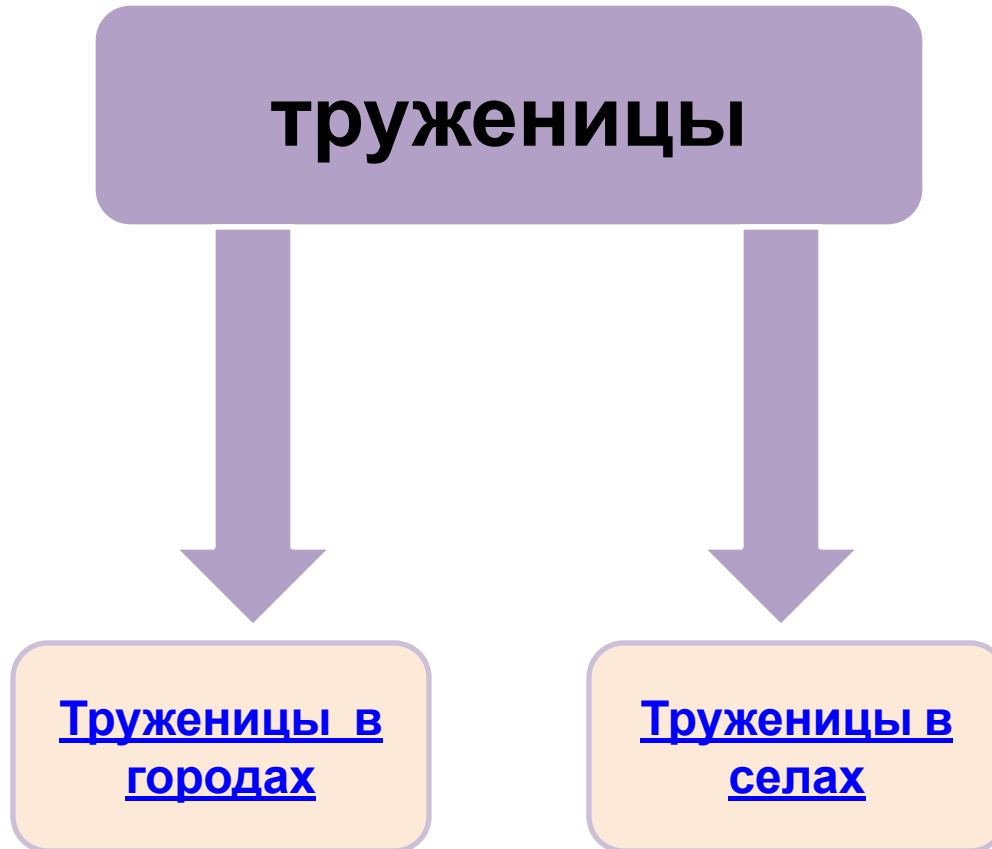 труженицы
Труженицы в
городах
Труженицы в
селах